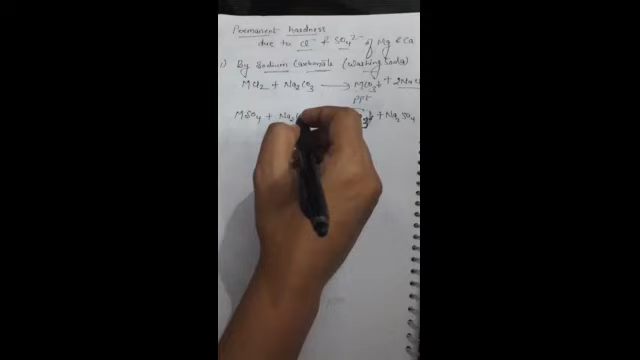 Permanent hardness
due to Cl⁻ & SO₄²⁻ of Mg & Ca
1) By Sodium Carbonate (Washing Soda)
MCl₂ + Na₂CO₃ → MCO₃↓ + 2NaCl
ppt
MSO₄ + Na₂ + Na₂SO₄